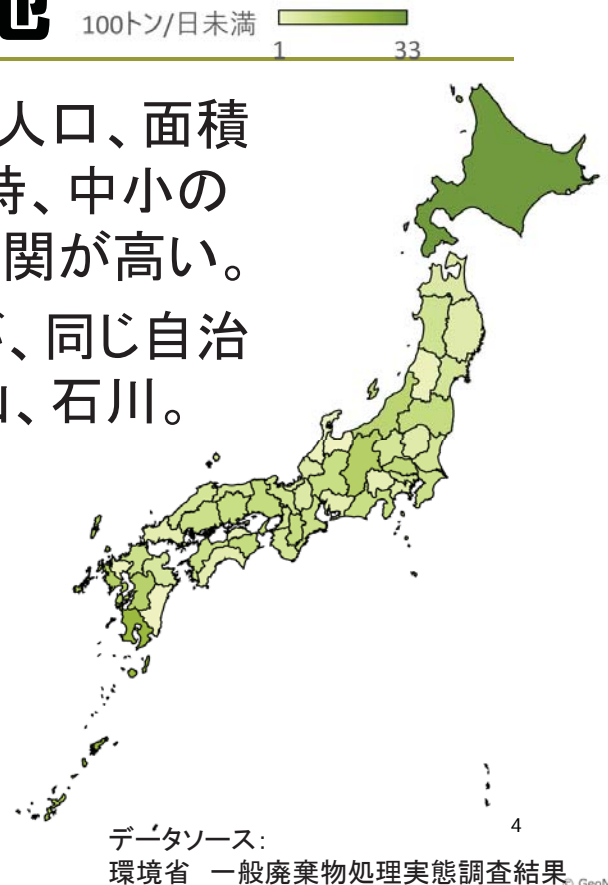 100トン/日未満
1 33
人口、面積
時、中小の
関が高い。
、同じ自治
、石川。
データソース:
環境省 一般廃棄物処理実態調査結果
4